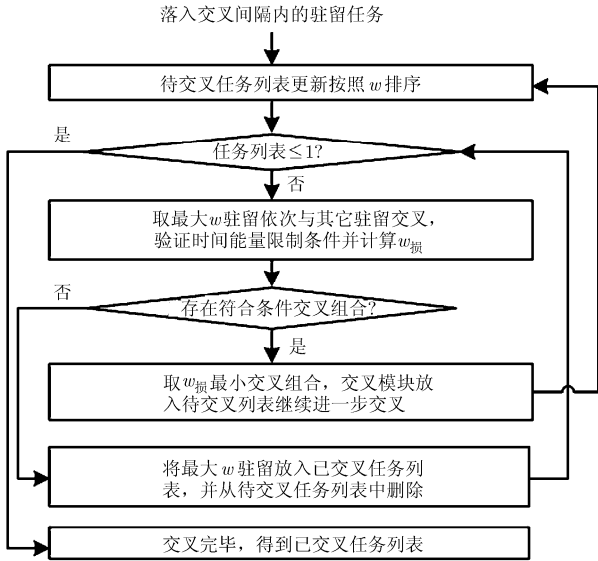 落入交叉间隔内的驻留任务
待交叉任务列表更新按照w排序
是
任务列表≤1?
否
取最大w驻留依次与其它驻留交叉，
验证时间能量限制条件并计算w损
否
存在符合条件交叉组合?
是
取w损最小交叉组合，交叉模块放
入待交叉列表继续进一步交叉
将最大w驻留放入已交叉任务列
表，并从待交叉任务列表中删除
交叉完毕，得到已交叉任务列表